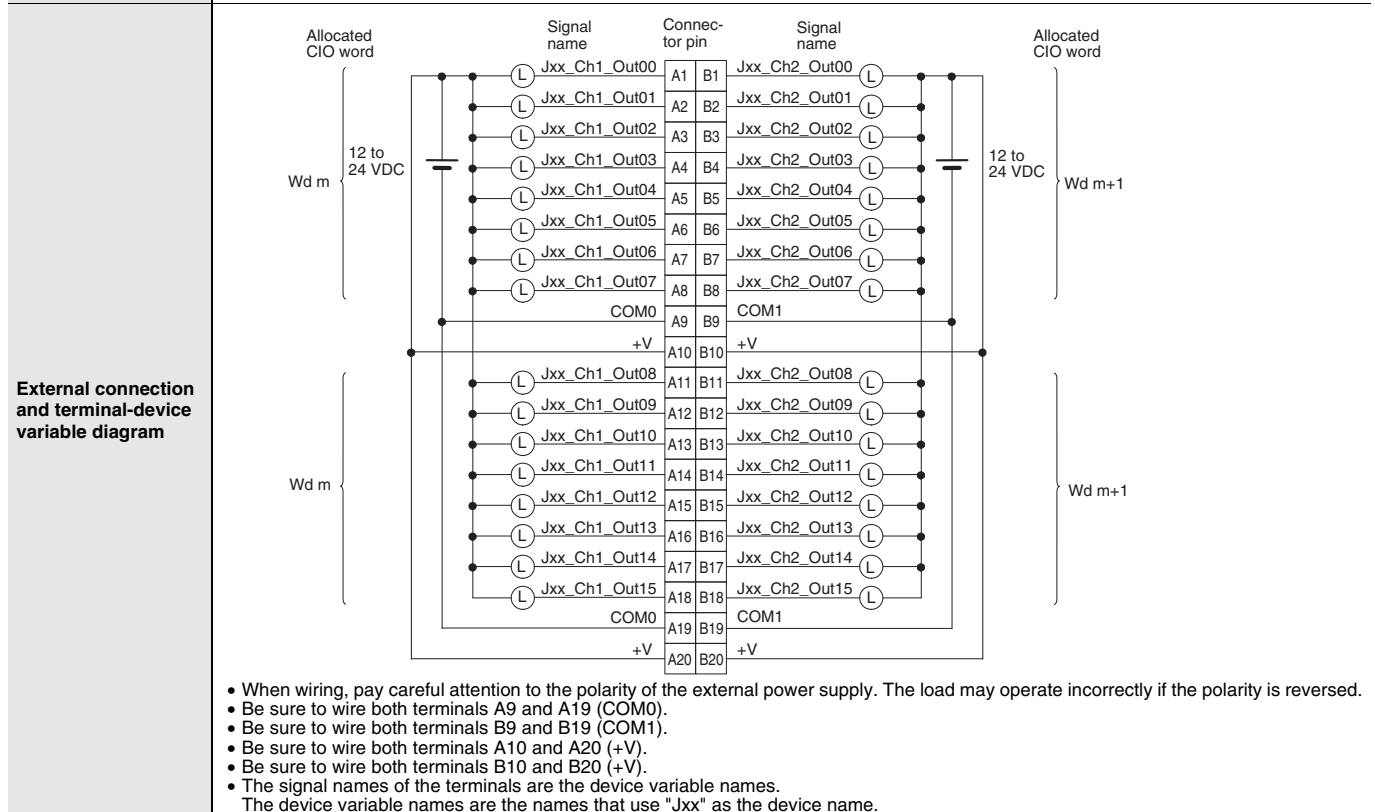 External connection
and terminal-device
variable diagram
Allocated
CIO word
Signal
name
Connec-
tor pin
Signal
name
Allocated
CIO word
L Jxx_Ch1_Out00 A1 B1 Jxx_Ch2_Out00 L
L Jxx_Ch1_Out01 A2 B2 Jxx_Ch2_Out01 L
L Jxx_Ch1_Out02 A3 B3 Jxx_Ch2_Out02 L
12 to
24 VDC
L Jxx_Ch1_Out03 A4 B4 Jxx_Ch2_Out03 L
12 to
24 VDC
Wd m
Wd m+1
L Jxx_Ch1_Out04 A5 B5 Jxx_Ch2_Out04 L
L Jxx_Ch1_Out05 A6 B6 Jxx_Ch2_Out05 L
L Jxx_Ch1_Out06 A7 B7 Jxx_Ch2_Out06 L
L Jxx_Ch1_Out07 A8 B8 Jxx_Ch2_Out07 L
COM0 A9 B9 COM1
+V A10 B10 +V
L Jxx_Ch1_Out08 A11 B11 Jxx_Ch2_Out08 L
L Jxx_Ch1_Out09 A12 B12 Jxx_Ch2_Out09 L
L Jxx_Ch1_Out10 A13 B13 Jxx_Ch2_Out10 L
L Jxx_Ch1_Out11 A14 B14 Jxx_Ch2_Out11 L
Wd m
Wd m+1
L Jxx_Ch1_Out12 A15 B15 Jxx_Ch2_Out12 L
L Jxx_Ch1_Out13 A16 B16 Jxx_Ch2_Out13 L
L Jxx_Ch1_Out14 A17 B17 Jxx_Ch2_Out14 L
L Jxx_Ch1_Out15 A18 B18 Jxx_Ch2_Out15 L
COM0 A19 B19 COM1
+V A20 B20 +V
• When wiring, pay careful attention to the polarity of the external power supply. The load may operate incorrectly if the polarity is reversed.
• Be sure to wire both terminals A9 and A19 (COM0).
• Be sure to wire both terminals B9 and B19 (COM1).
• Be sure to wire both terminals A10 and A20 (+V).
• Be sure to wire both terminals B10 and B20 (+V).
• The signal names of the terminals are the device variable names.
The device variable names are the names that use "Jxx" as the device name.